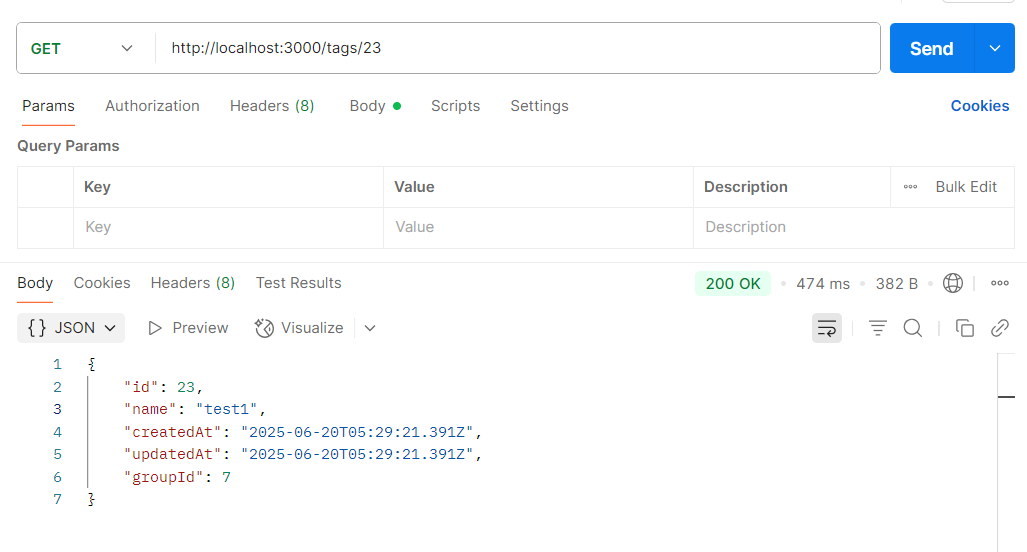 GET http://localhost:3000/tags/23 Send
Params Authorization Headers (8) Body Scripts Settings Cookies
Query Params
Key Value Description Bulk Edit
Key Value Description
Body Cookies Headers (8) Test Results 200 OK 474 ms 382 B
{} JSON Preview Visualize
1 {
2 "id": 23,
3 "name": "test1",
4 "createdAt": "2025-06-20T05:29:21.391Z",
5 "updatedAt": "2025-06-20T05:29:21.391Z",
6 "groupId": 7
7 }